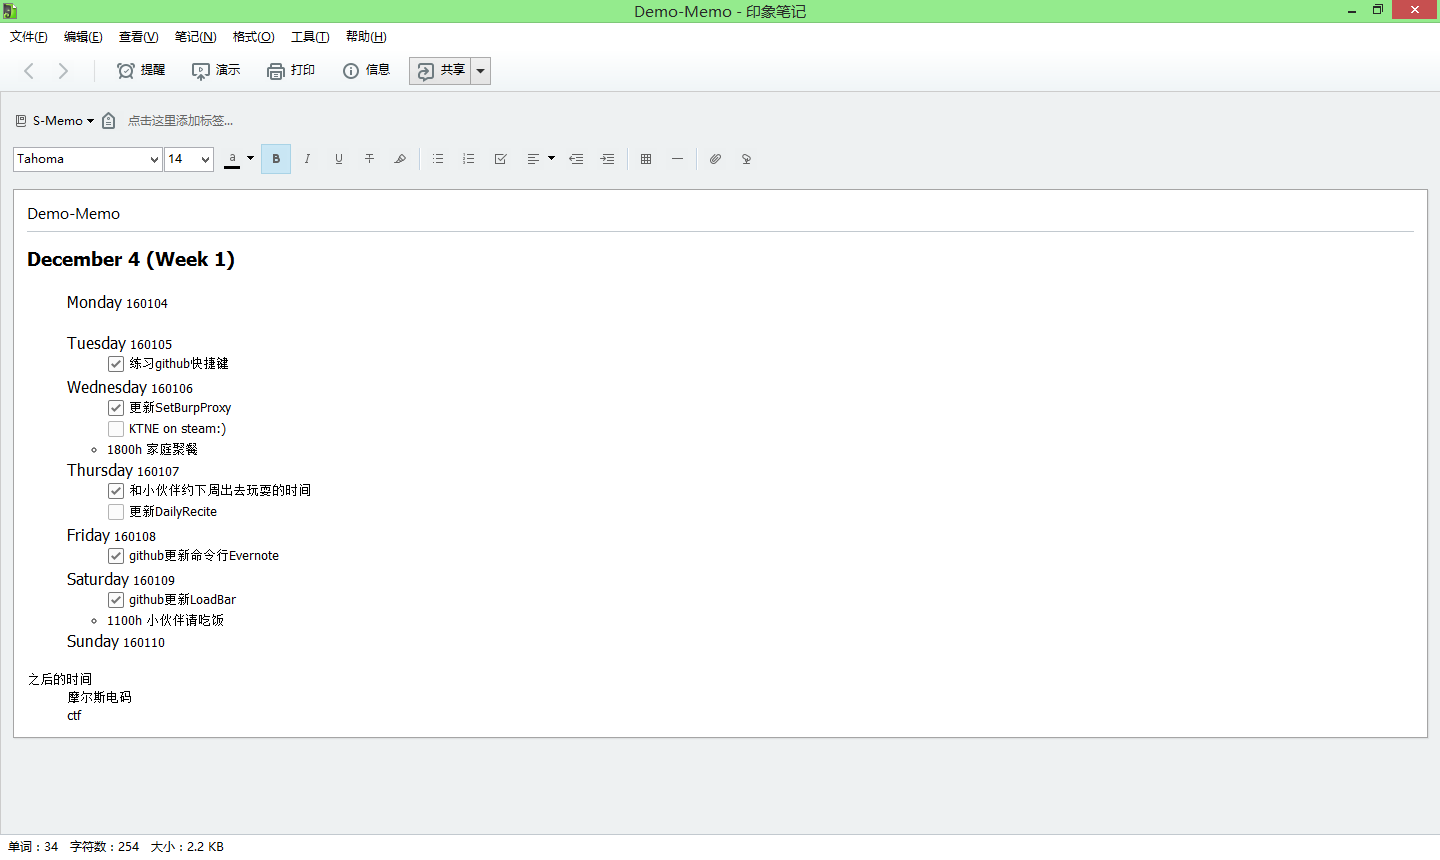 Demo-Memo - 印象笔记
文件(F) 编辑(E) 查看(V) 笔记(N) 格式(O) 工具(T) 帮助(H)
提醒 演示 打印 信息 共享
S-Memo 点击这里添加标签...
Tahoma 14 a B I U T
Demo-Memo
December 4 (Week 1)
Monday 160104
Tuesday 160105
练习github快捷键
Wednesday 160106
更新SetBurpProxy
KTNE on steam:)
1800h 家庭聚餐
Thursday 160107
和小伙伴约下周出去玩耍的时间
更新DailyRecite
Friday 160108
github更新命令行Evernote
Saturday 160109
github更新LoadBar
1100h 小伙伴请吃饭
Sunday 160110
之后的时间
摩尔斯电码
ctf
单词：34 字符数：254 大小：2.2 KB